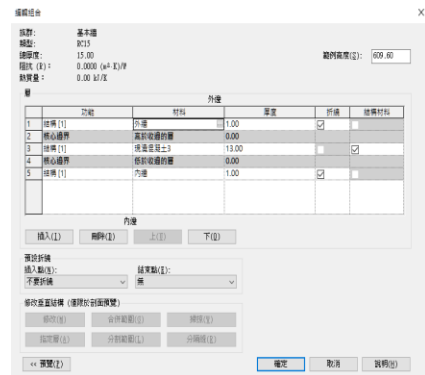 編輯組合
族群: 基本牆
類型: RC15
總厚度: 15.00 範例高度(S): 609.60
阻抗 (R): 0.0000 (m²·K)/W
熱質量: 0.00 kJ/K
層
外牆
功能 材料 厚度 折繞 結構材料
1 結構 [1] 外牆 1.00
2 核心邊界 高於收邊的層 0.00
3 結構 [1] 現澆混凝土3 13.00
4 核心邊界 低於收邊的層 0.00
5 結構 [1] 內牆 1.00
內牆
插入(I) 刪除(D) 上(U) 下(O)
預設折繞
插入點(N): 結束點(E):
不要折繞 無
修改垂直結構 (僅限於剖面預覽)
修改(M) 合併範圍(G) 掃掠(W)
指定層(A) 分割範圍(L) 分隔縫(R)
<< 預覽(P) 確定 取消 說明(H)